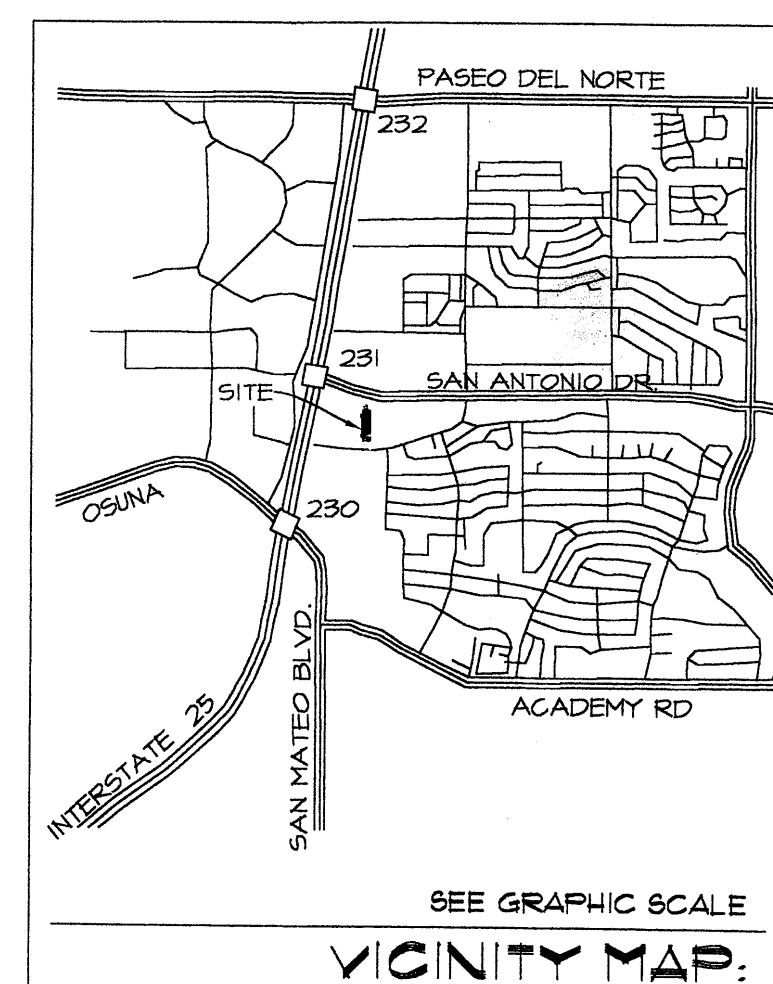 PASEO DEL NORTE
232
231
SAN ANTONIO DR.
SITE
OSUNA
230
SAN MATEO BLVD.
ACADEMY RD
INTERSTATE 25
SEE GRAPHIC SCALE
VICINITY MAP: